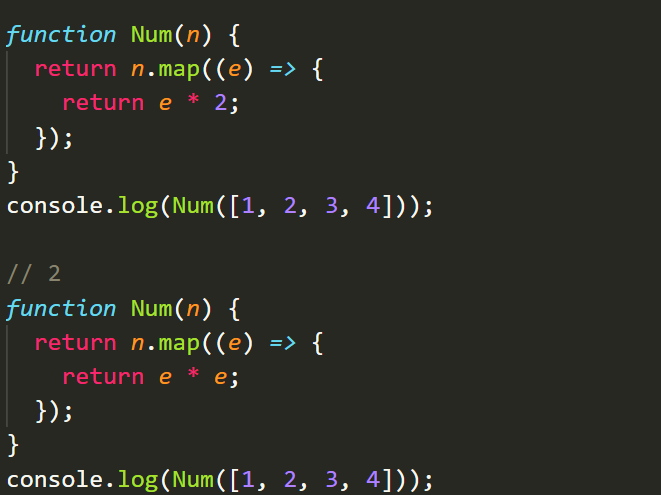 function Num(n) {
  return n.map((e) => {
    return e * 2;
  });
}
console.log(Num([1, 2, 3, 4]));

// 2
function Num(n) {
  return n.map((e) => {
    return e * e;
  });
}
console.log(Num([1, 2, 3, 4]));